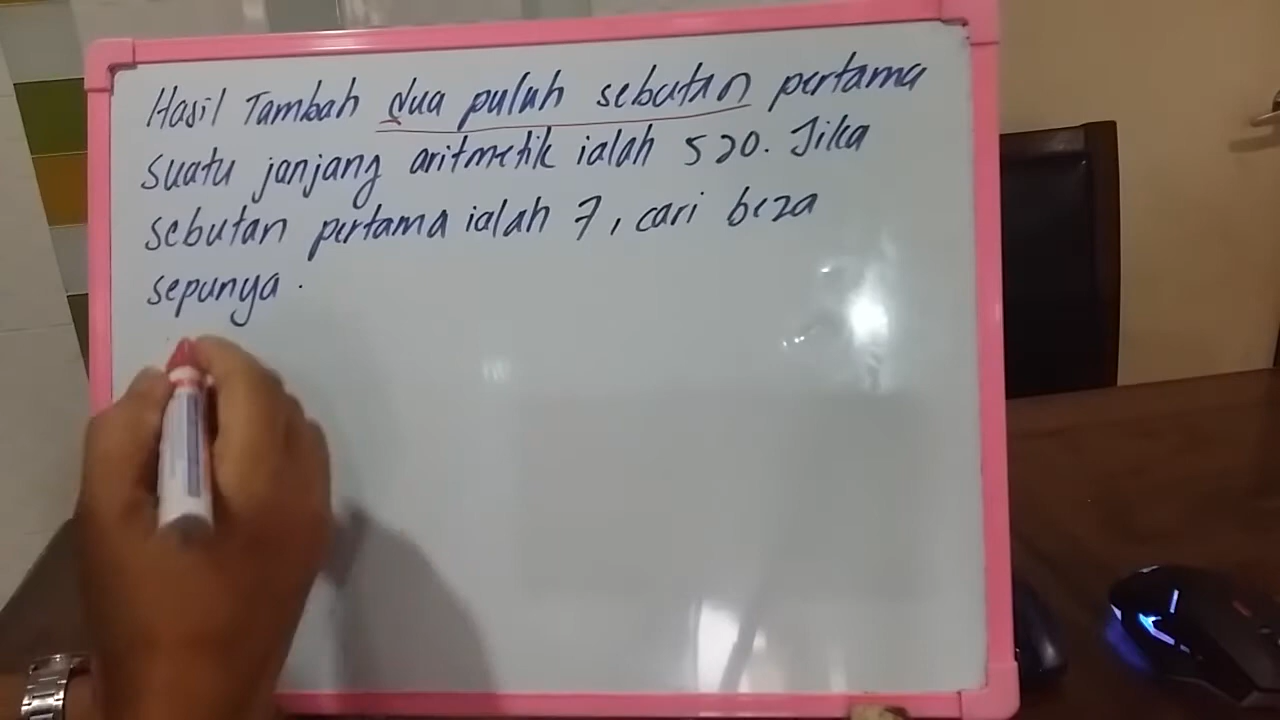 Hasil Tambah dua puluh sebutan pertama
suatu janjang aritmetik ialah 520. Jika
sebutan pertama ialah 7, cari beza
sepunya.